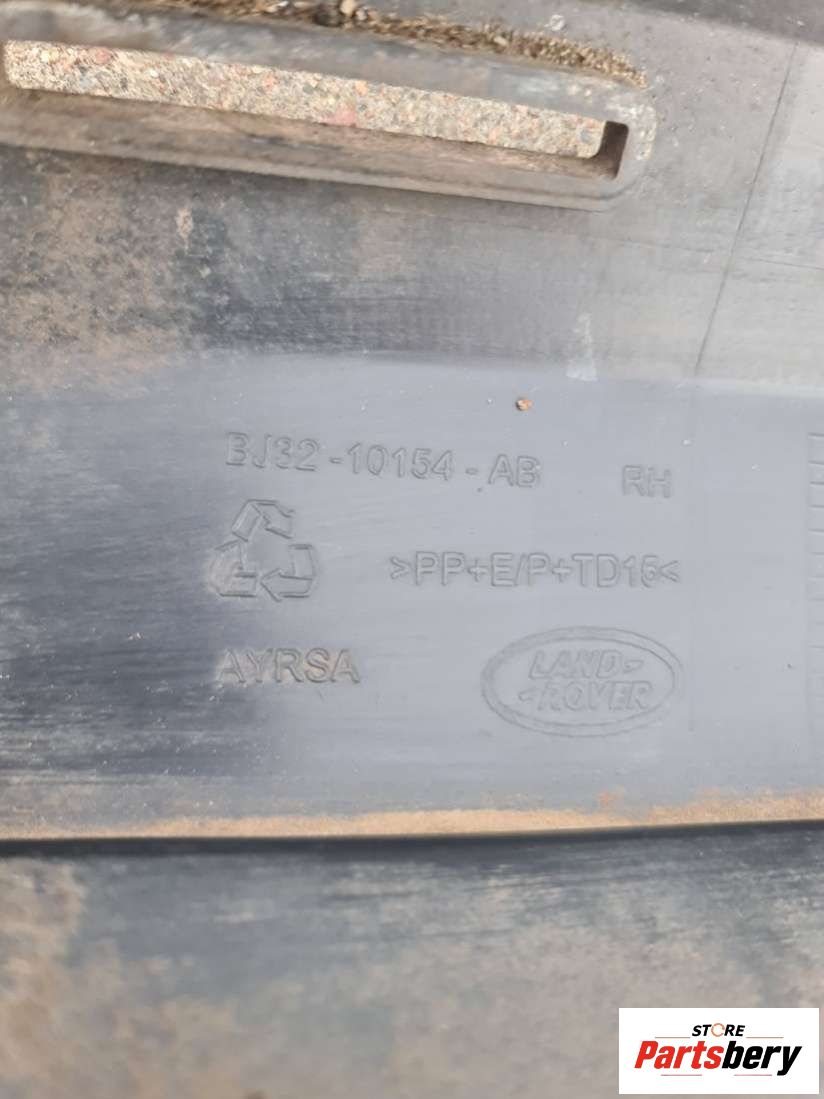 BJ32-10154-AB RH
>PP+E/P+TD15<
AYRSA
LAND-
-ROVER
STORE
Partsbery